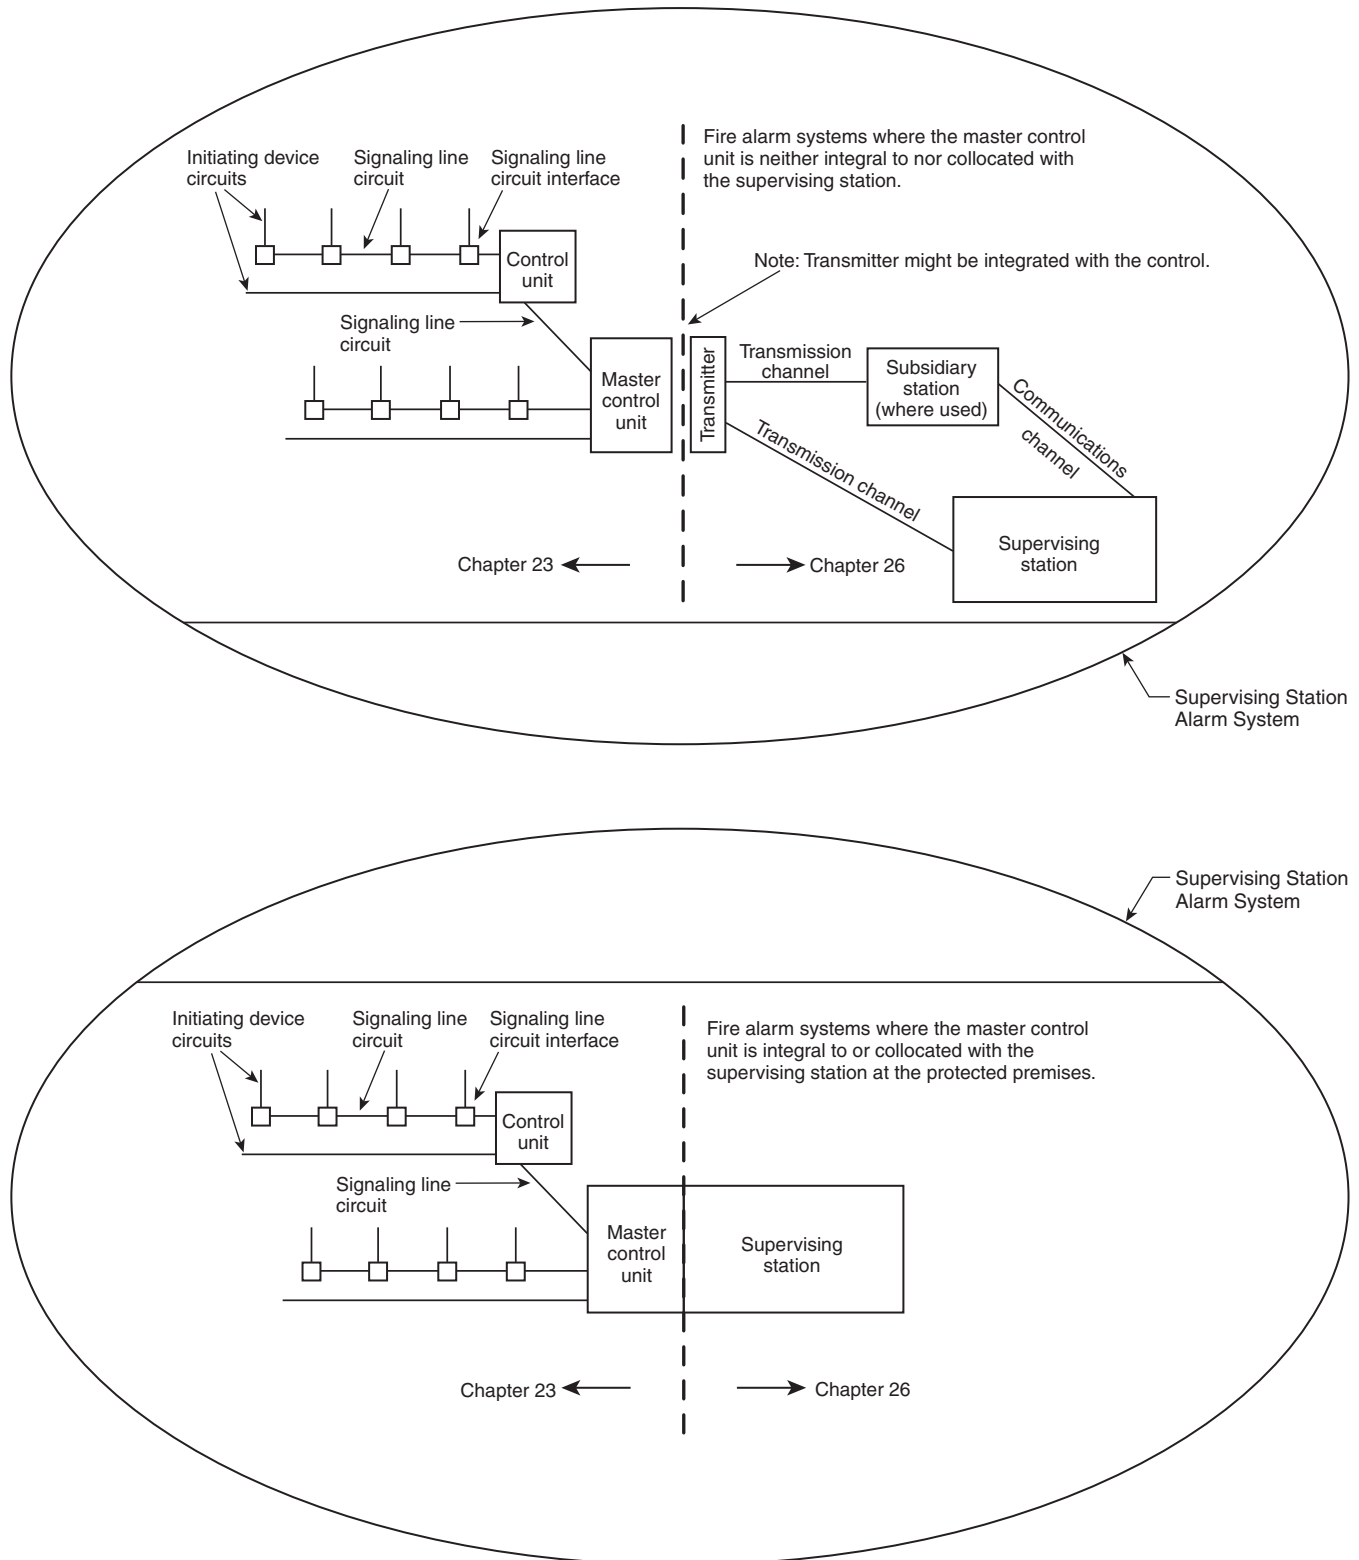 Fire alarm systems where the master control
unit is neither integral to nor collocated with
the supervising station.
Initiating device
circuits
Signaling line
circuit
Signaling line
circuit interface
Control
unit
Note: Transmitter might be integrated with the control.
Signaling line
circuit
Master
control
unit
Transmitter
Transmission
channel
Subsidiary
station
(where used)
Communications
channel
Transmission channel
Supervising
station
Chapter 23
Chapter 26
Supervising Station
Alarm System
Supervising Station
Alarm System
Initiating device
circuits
Signaling line
circuit
Signaling line
circuit interface
Fire alarm systems where the master control
unit is integral to or collocated with the
supervising station at the protected premises.
Control
unit
Signaling line
circuit
Master
control
unit
Supervising
station
Chapter 23
Chapter 26